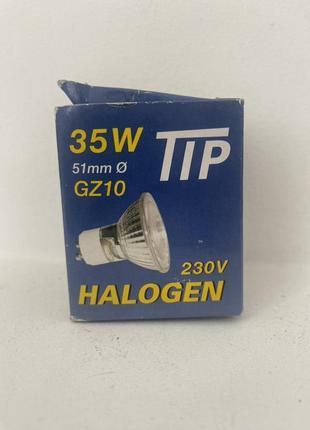 35W
TIP
51mm Ø
GZ10
230V
HALOGEN